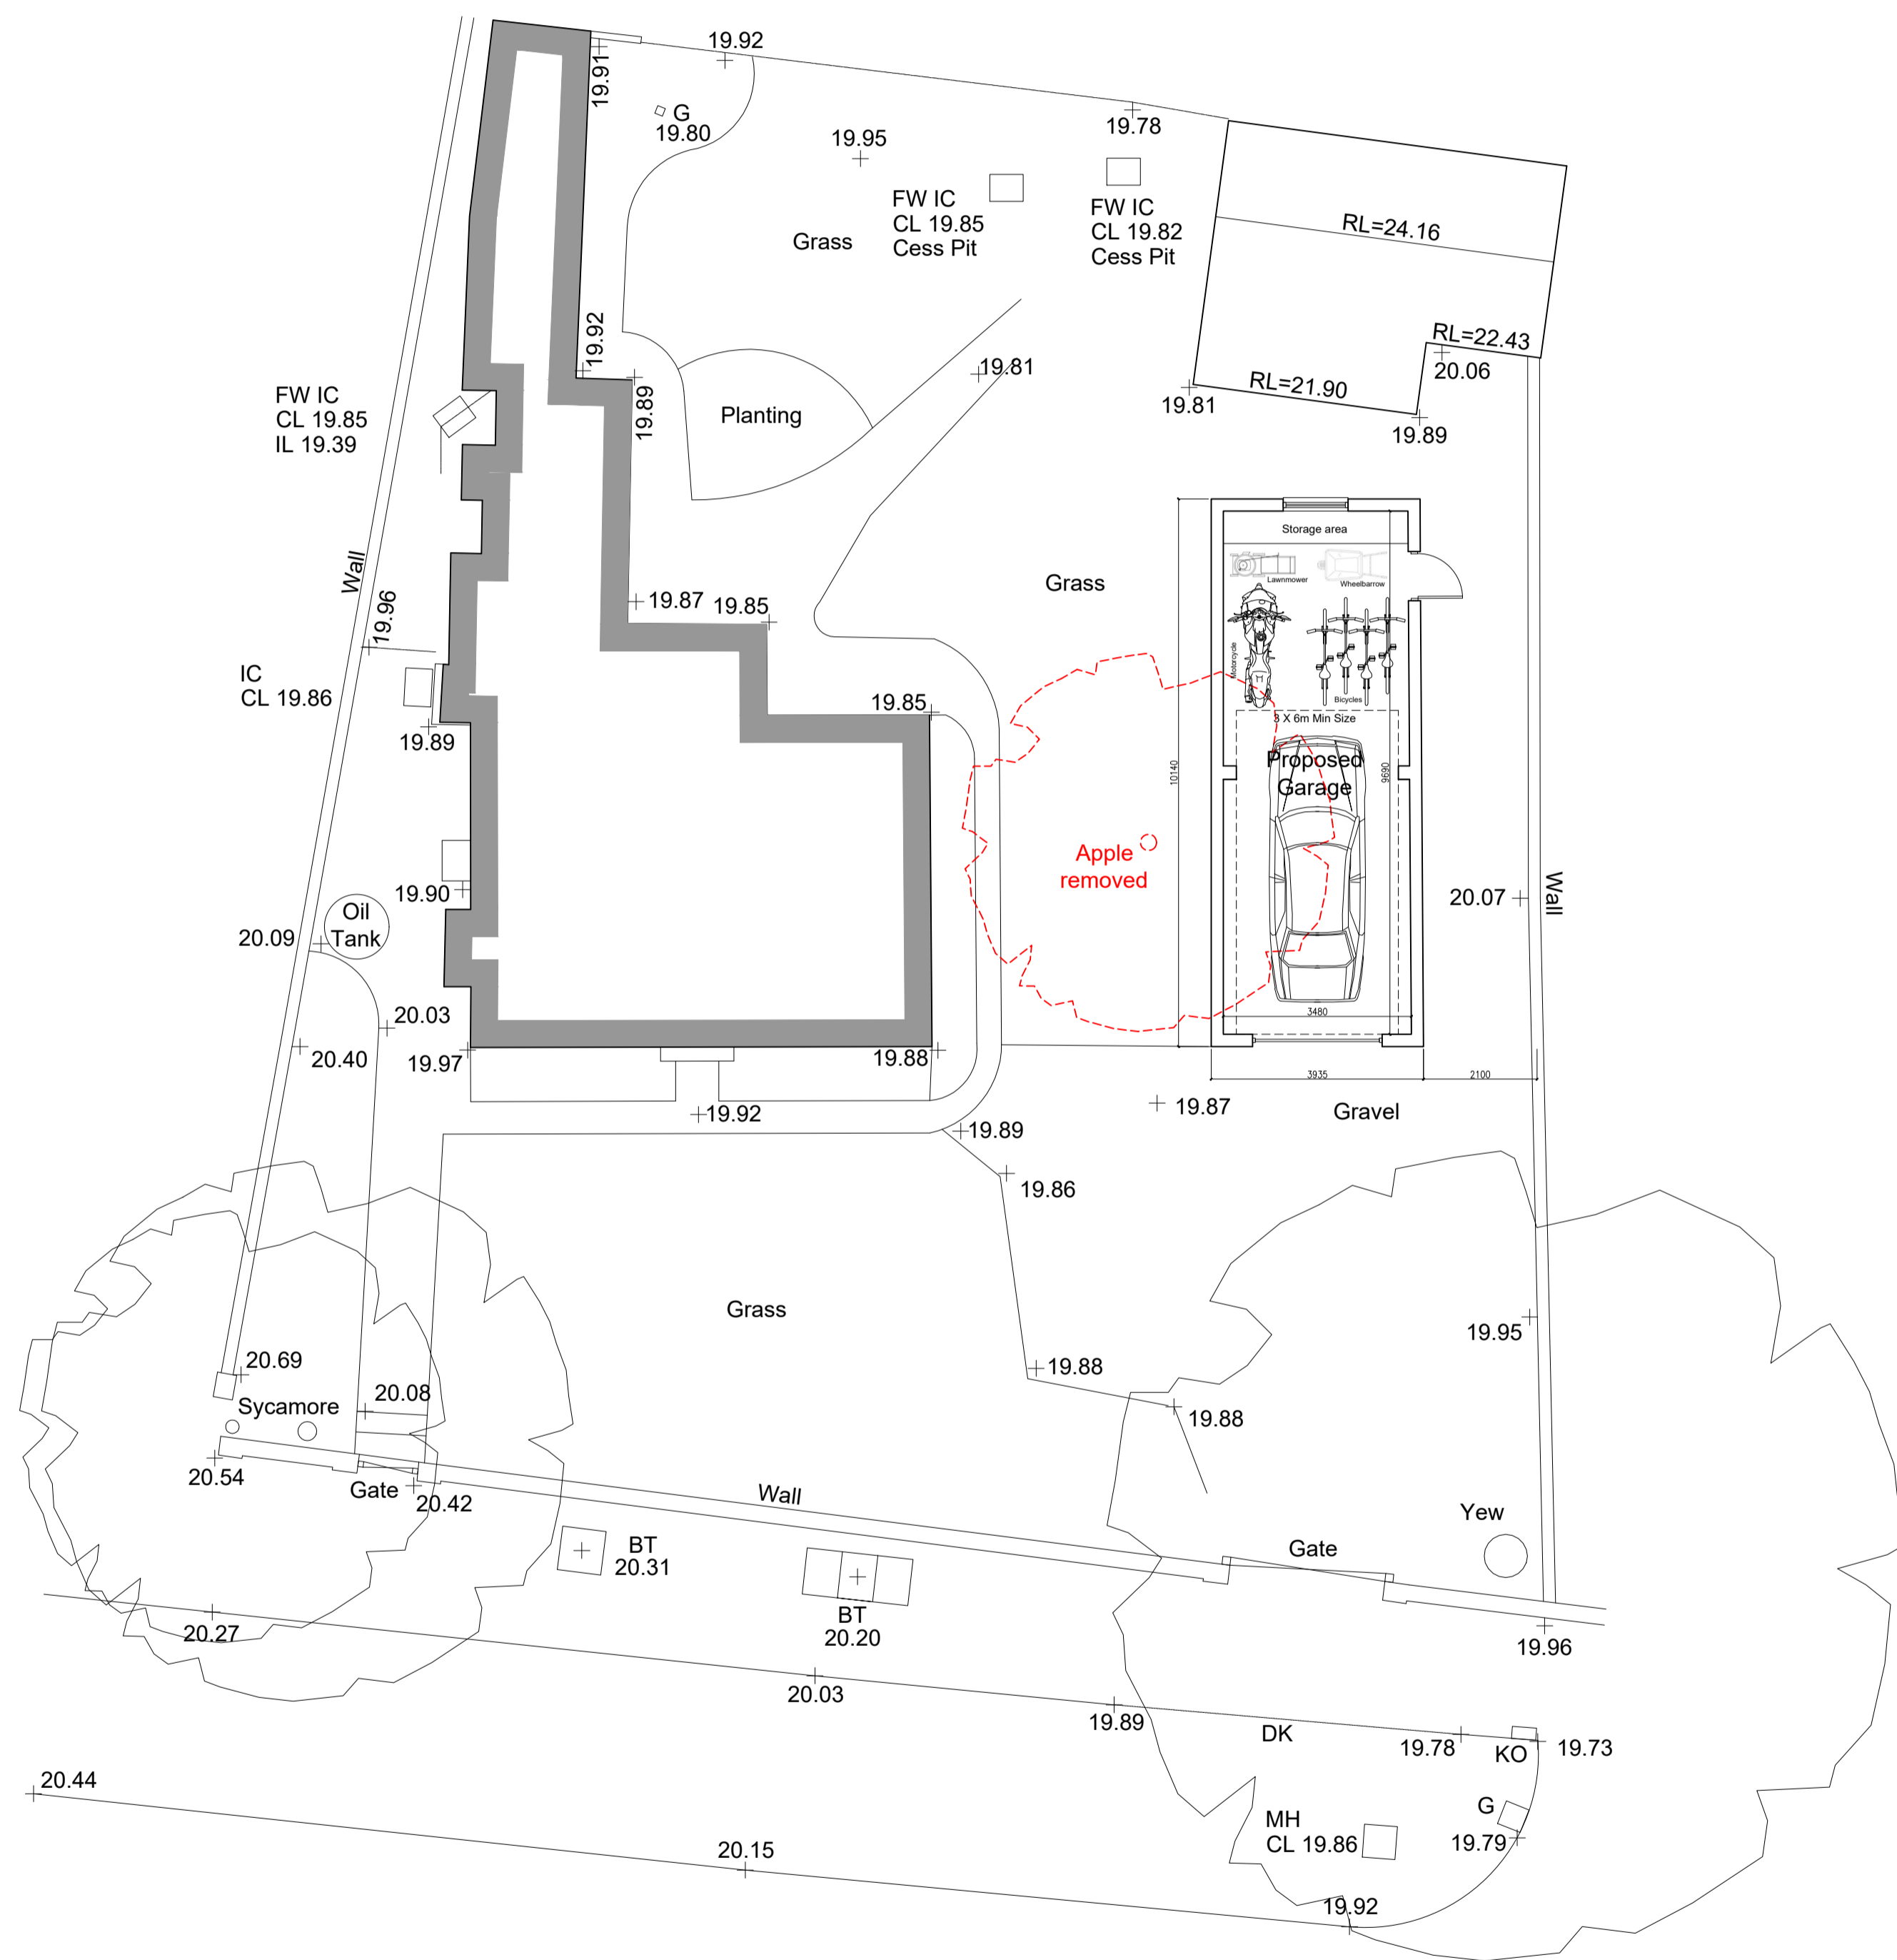 19.92
19.91
G
19.80
19.95
19.78
FW IC
CL 19.85
Cess Pit
FW IC
CL 19.82
Cess Pit
RL=24.16
Grass
RL=22.43
20.06
19.92
19.89
19.81
RL=21.90
19.81
19.89
FW IC
CL 19.85
IL 19.39
Planting
Wall
Storage area
Lawnmower
Wheelbarrow
Grass
19.87
19.85
19.96
Motorcycle
Bicycles
IC
CL 19.86
19.89
19.85
3 X 6m Min Size
Proposed
Garage
10140
9690
Apple
removed
19.90
Oil
Tank
20.09
20.07
Wall
20.03
20.40
19.97
19.88
3480
3935
2100
19.92
19.87
Gravel
19.89
19.86
Grass
19.95
20.69
19.88
20.08
Sycamore
19.88
20.54
Gate
20.42
Wall
Yew
BT
20.31
Gate
BT
20.20
20.27
19.96
20.03
19.89
DK
19.78
KO
19.73
20.44
G
MH
CL 19.86
19.79
20.15
19.92